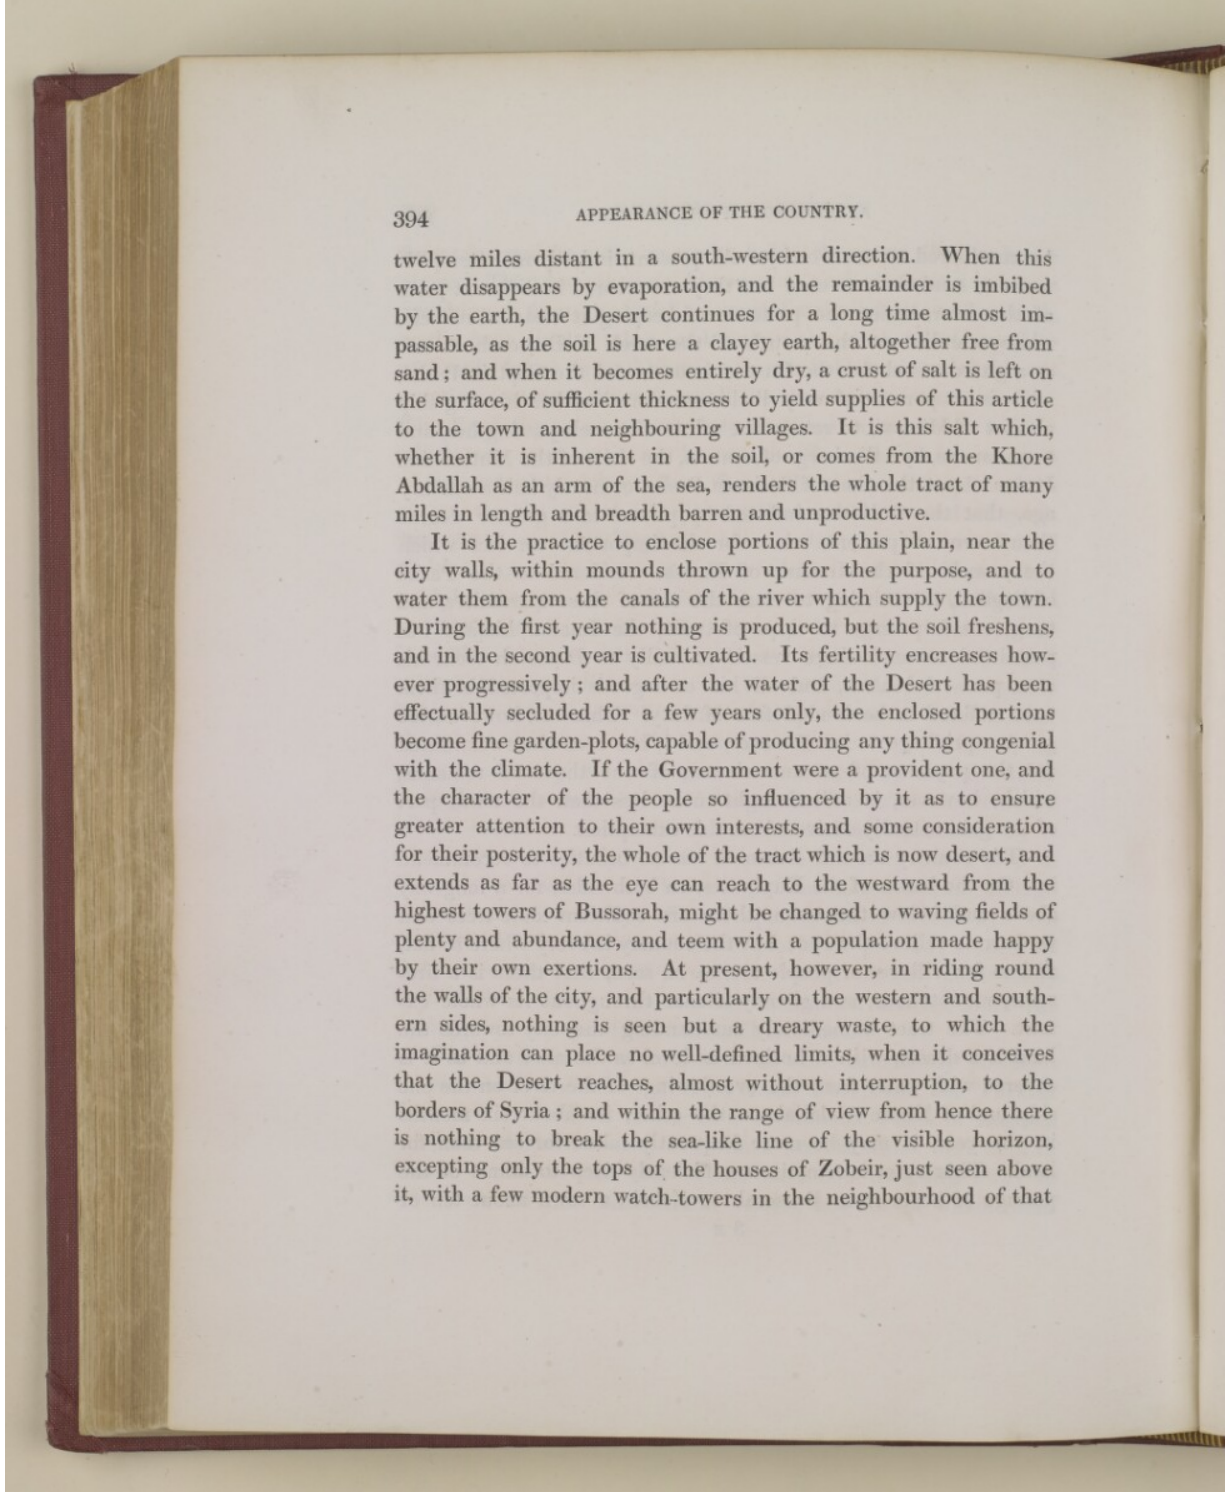 394 APPEARANCE OF THE COUNTRY.
twelve miles distant in a south-western direction. When this
water disappears by evaporation, and the remainder is imbibed
by the earth, the Desert continues for a long time almost im-
passable, as the soil is here a clayey earth, altogether free from
sand; and when it becomes entirely dry, a crust of salt is left on
the surface, of sufficient thickness to yield supplies of this article
to the town and neighbouring villages. It is this salt which,
whether it is inherent in the soil, or comes from the Khore
Abdallah as an arm of the sea, renders the whole tract of many
miles in length and breadth barren and unproductive.
It is the practice to enclose portions of this plain, near the
city walls, within mounds thrown up for the purpose, and to
water them from the canals of the river which supply the town.
During the first year nothing is produced, but the soil freshens,
and in the second year is cultivated. Its fertility encreases how-
ever progressively; and after the water of the Desert has been
effectually secluded for a few years only, the enclosed portions
become fine garden-plots, capable of producing any thing congenial
with the climate. If the Government were a provident one, and
the character of the people so influenced by it as to ensure
greater attention to their own interests, and some consideration
for their posterity, the whole of the tract which is now desert, and
extends as far as the eye can reach to the westward from the
highest towers of Bussorah, might be changed to waving fields of
plenty and abundance, and teem with a population made happy
by their own exertions. At present, however, in riding round
the walls of the city, and particularly on the western and south-
ern sides, nothing is seen but a dreary waste, to which the
imagination can place no well-defined limits, when it conceives
that the Desert reaches, almost without interruption, to the
borders of Syria; and within the range of view from hence there
is nothing to break the sea-like line of the visible horizon,
excepting only the tops of the houses of Zobeir, just seen above
it, with a few modern watch-towers in the neighbourhood of that